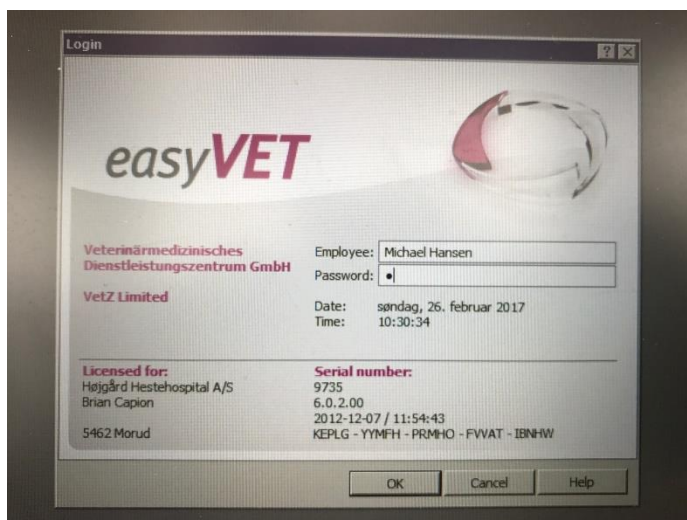 Login
easyVET
Veterinärmedizinisches
Dienstleistungszentrum GmbH
VetZ Limited
Employee: Michael Hansen
Password: •
Date: søndag, 26. februar 2017
Time: 10:30:34
Licensed for:
Højgård Hestehospital A/S
Brian Capion
5462 Morud
Serial number:
9735
6.0.2.00
2012-12-07 / 11:54:43
KEPLG - YYMFH - PRMHO - FVVAT - IBNHW
OK
Cancel
Help